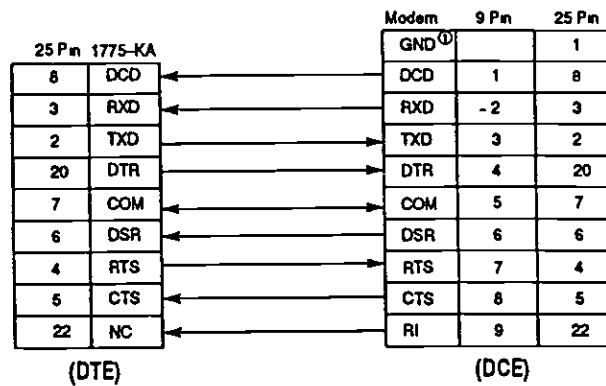 Modem 9 Pin 25 Pin
GND① 1
25 Pin 1775-KA
8 DCD DCD 1 8
3 RXD RXD -2 3
2 TXD TXD 3 2
20 DTR DTR 4 20
7 COM COM 5 7
6 DSR DSR 6 6
4 RTS RTS 7 4
5 CTS CTS 8 5
22 NC RI 9 22
(DTE) (DCE)